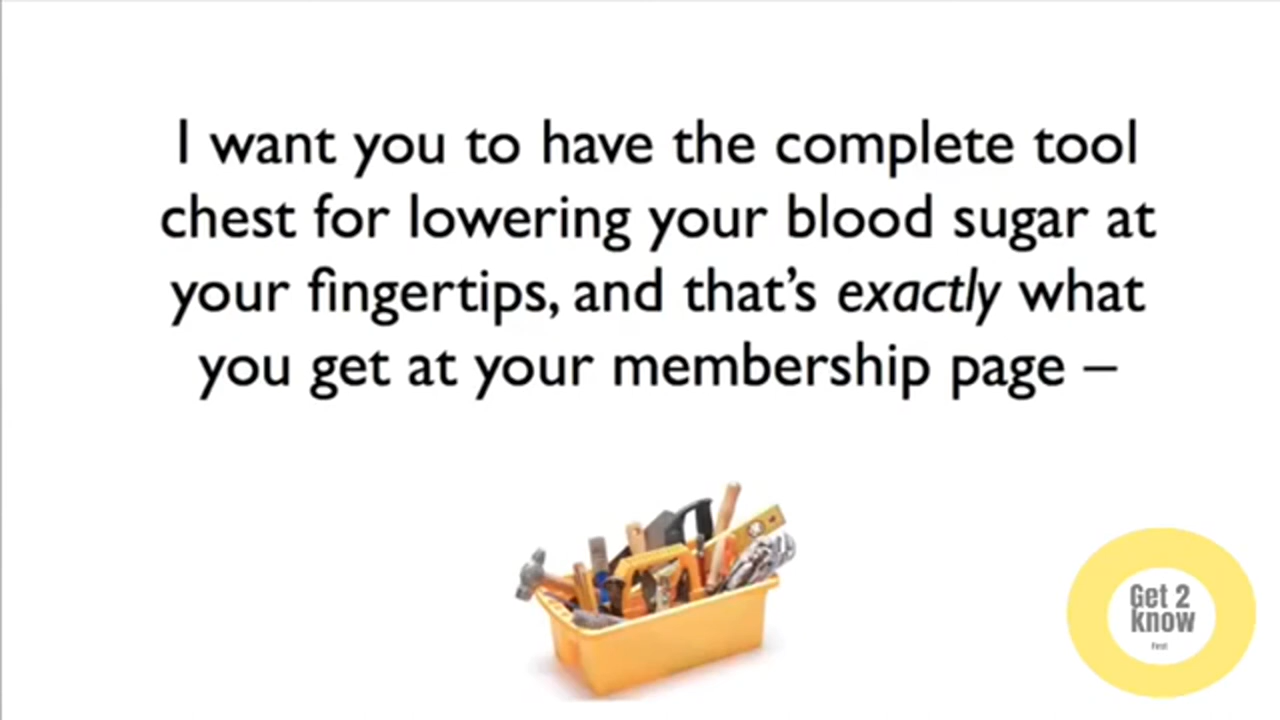 I want you to have the complete tool
chest for lowering your blood sugar at
your fingertips, and that’s exactly what
you get at your membership page –
Get 2
know
First